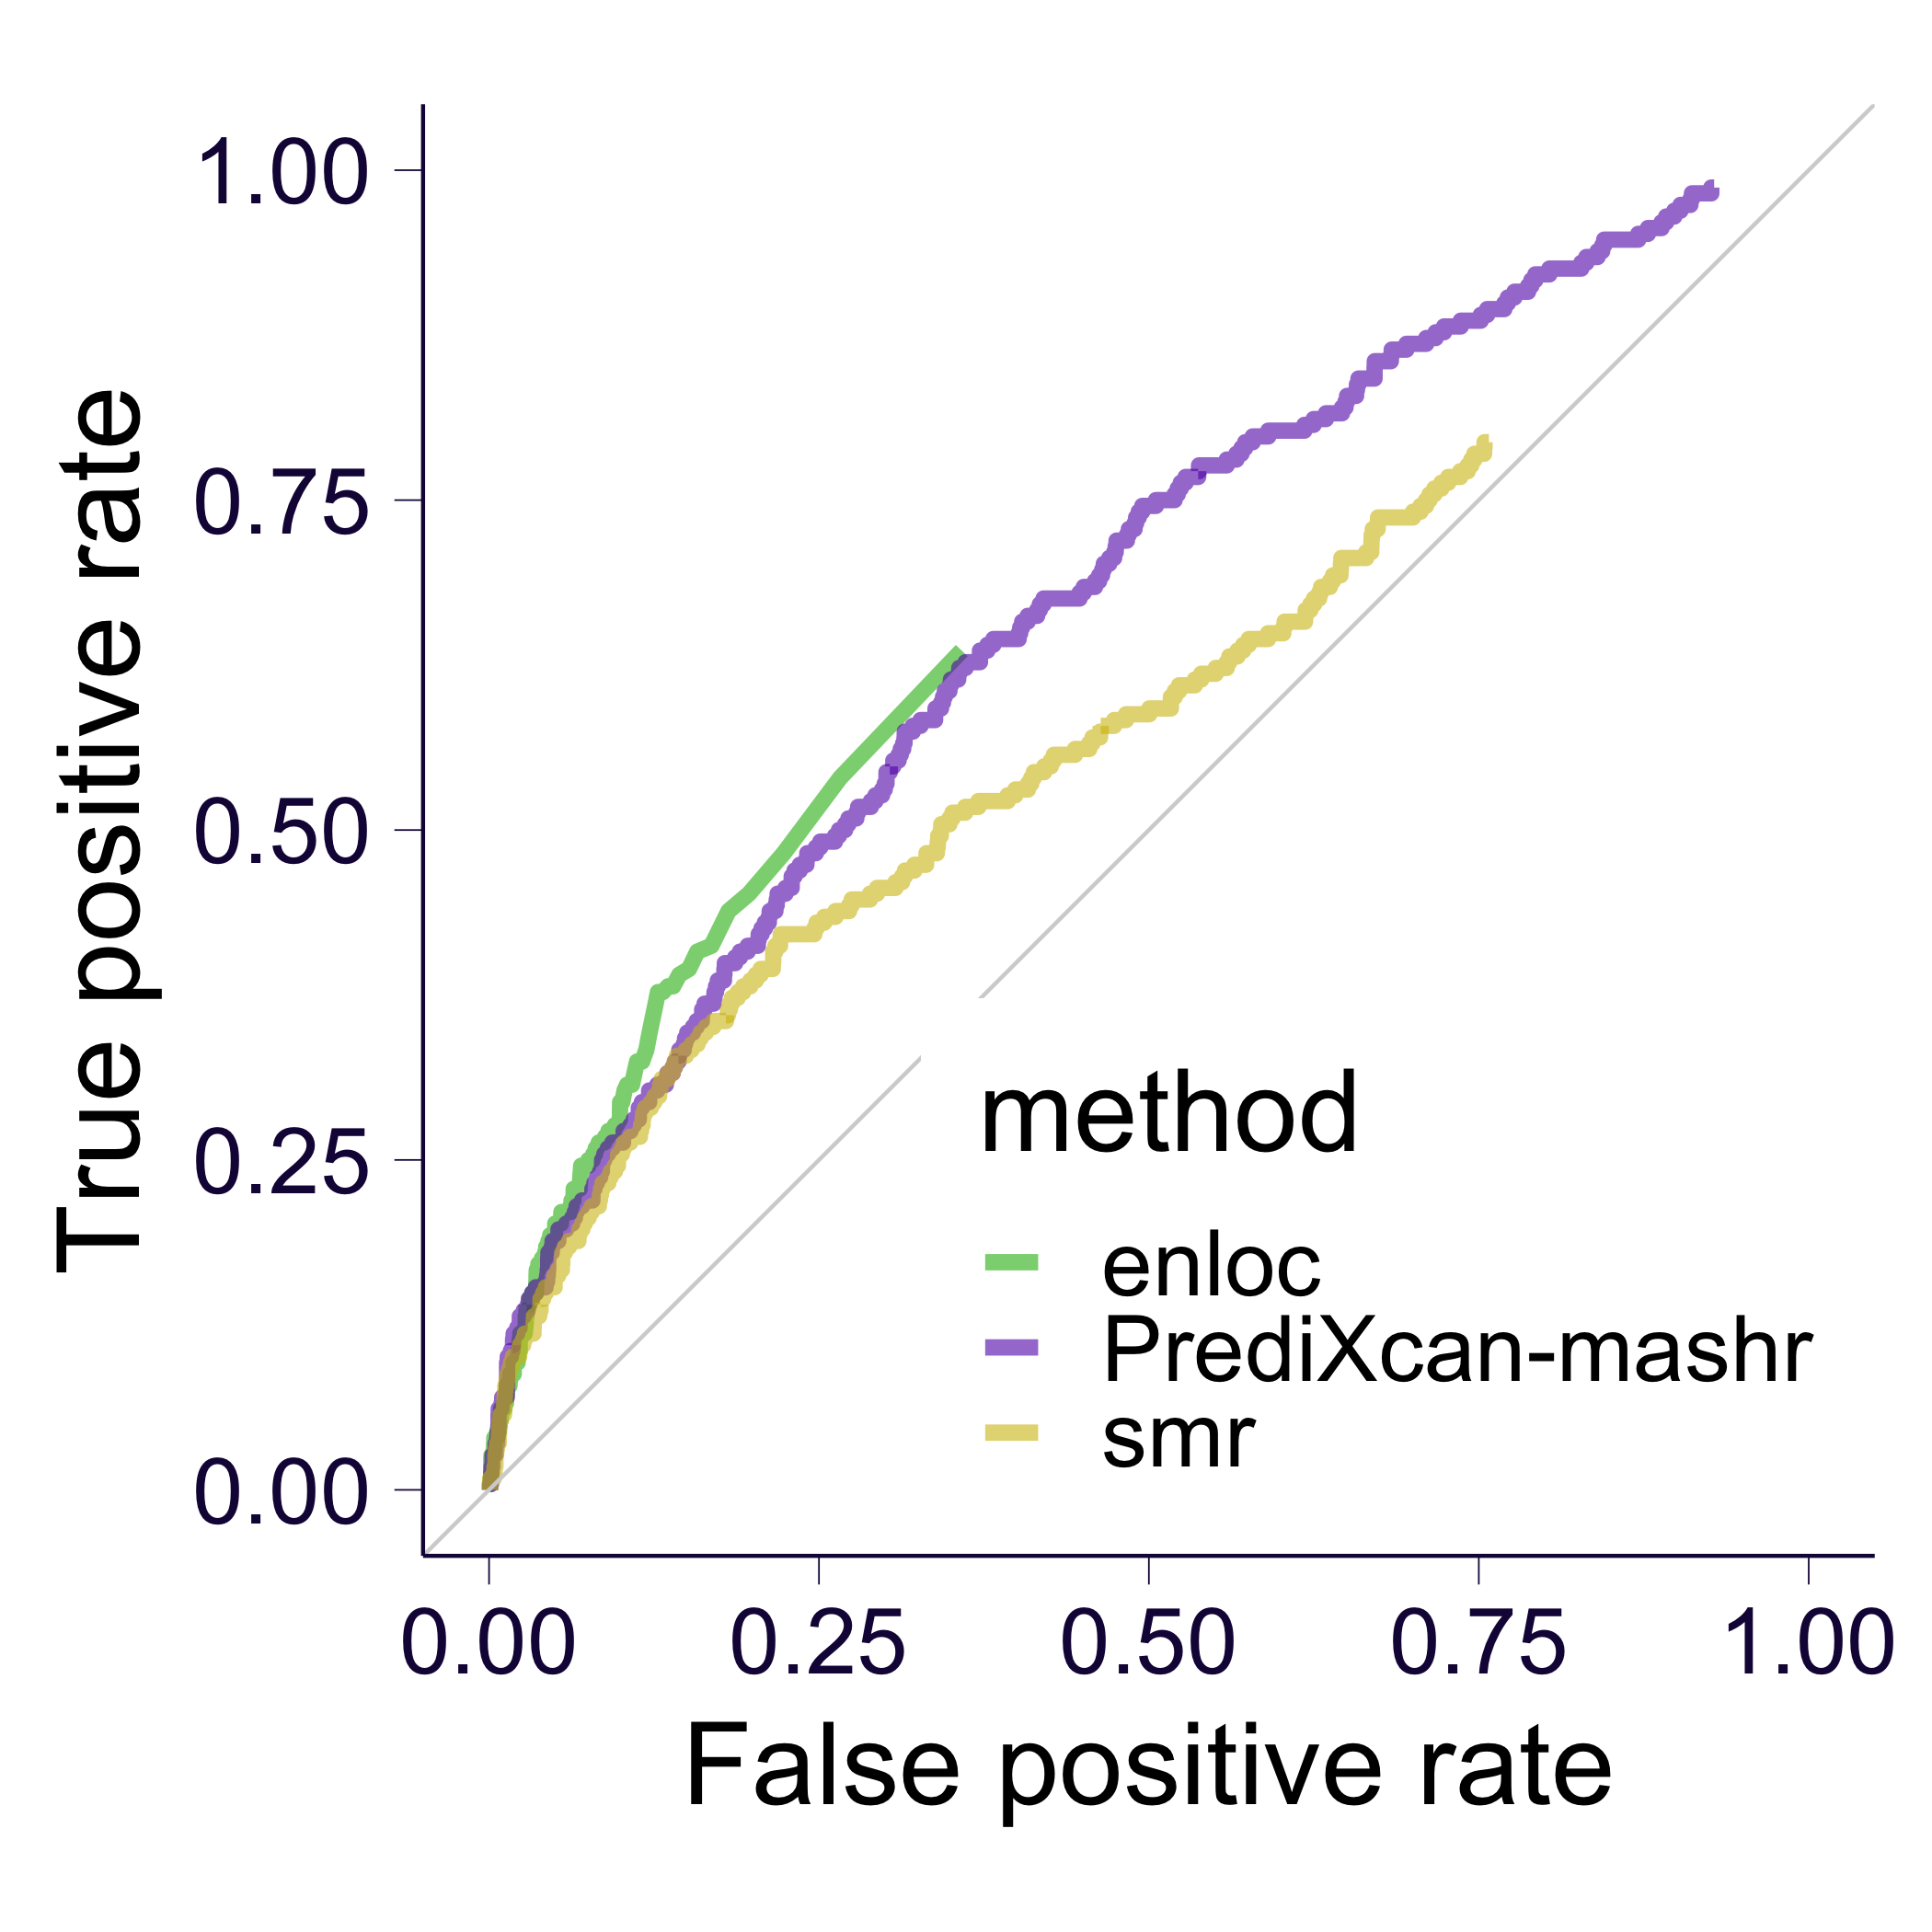 True positive rate
1.00
0.75
0.50
0.25
0.00
method
enloc
PrediXcan-mashr
smr
0.00 0.25 0.50 0.75 1.00
False positive rate